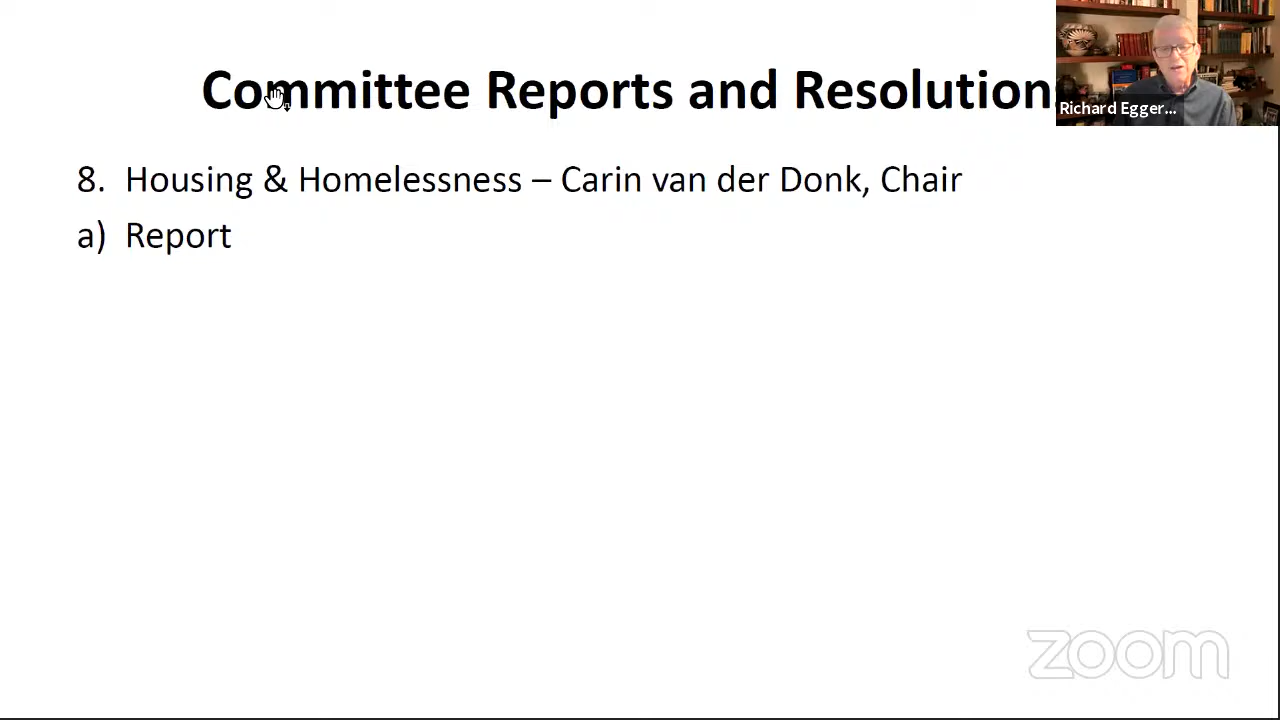 Committee Reports and Resolution
Richard Egger...
8. Housing & Homelessness – Carin van der Donk, Chair
a) Report
zoom